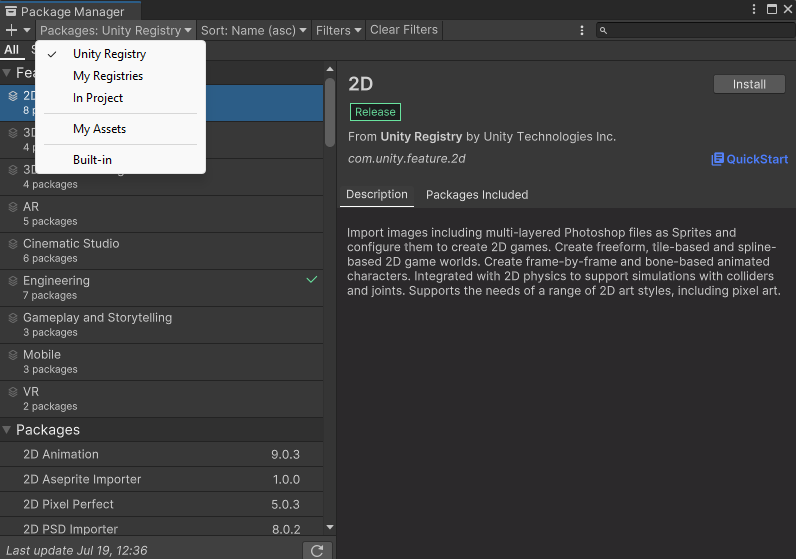 Package Manager
Packages: Unity Registry
Sort: Name (asc)
Filters
Clear Filters
All
Unity Registry
My Registries
In Project
My Assets
Built-in
2D
8
4
4 packages
AR
5 packages
Cinematic Studio
6 packages
Engineering
7 packages
Gameplay and Storytelling
3 packages
Mobile
3 packages
VR
2 packages
Packages
2D Animation 9.0.3
2D Aseprite Importer 1.0.0
2D Pixel Perfect 5.0.3
2D PSD Importer 8.0.2
Last update Jul 19, 12:36
2D
Install
Release
From Unity Registry by Unity Technologies Inc.
com.unity.feature.2d
QuickStart
Description
Packages Included
Import images including multi-layered Photoshop files as Sprites and
configure them to create 2D games. Create freeform, tile-based and spline-
based 2D game worlds. Create frame-by-frame and bone-based animated
characters. Integrated with 2D physics to support simulations with colliders
and joints. Supports the needs of a range of 2D art styles, including pixel art.